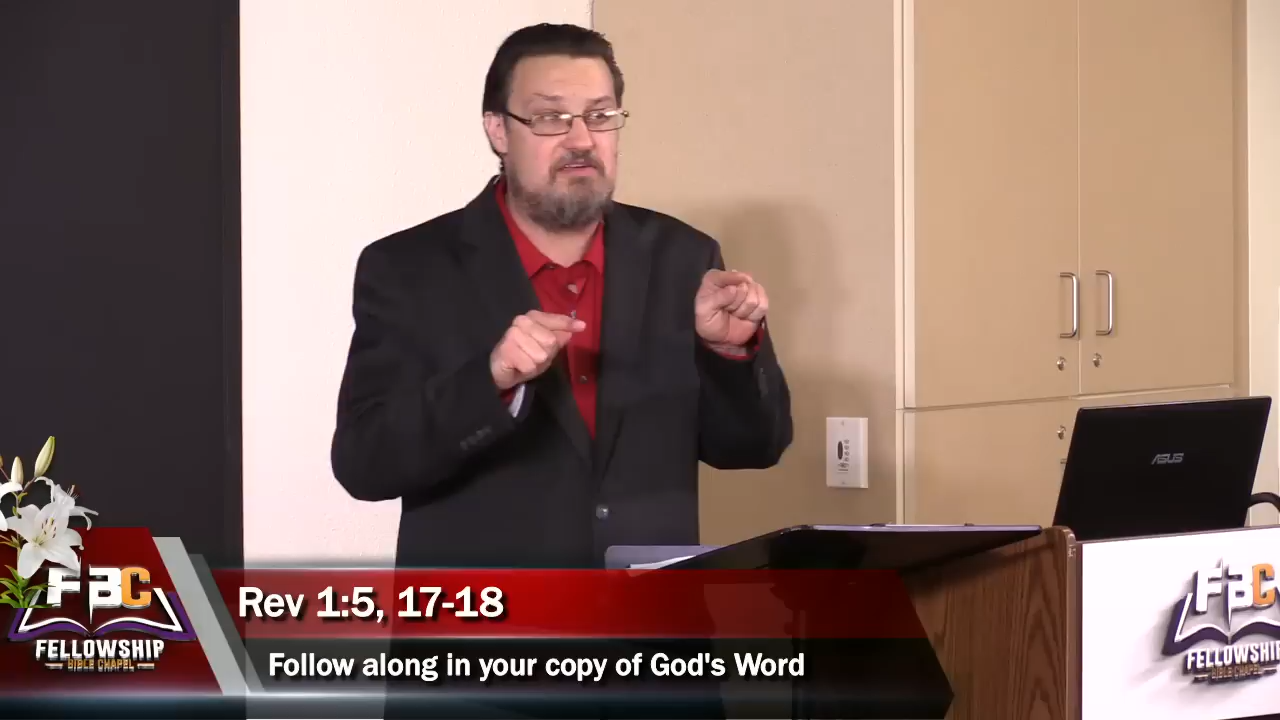 ASUS
FBC
FELLOWSHIP
BIBLE CHAPEL
Rev 1:5, 17-18
Follow along in your copy of God's Word
FBC
FELLOWSHIP
BIBLE CHAPEL